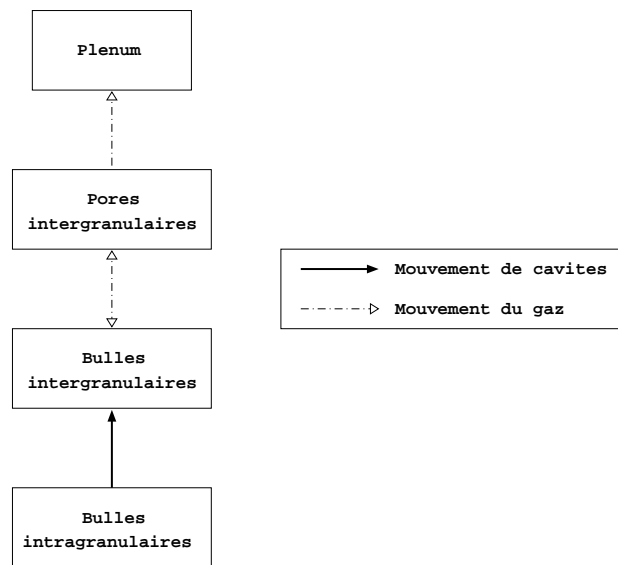 Plenum
Pores
intergranulaires
Mouvement de cavites
Mouvement du gaz
Bulles
intergranulaires
Bulles
intragranulaires